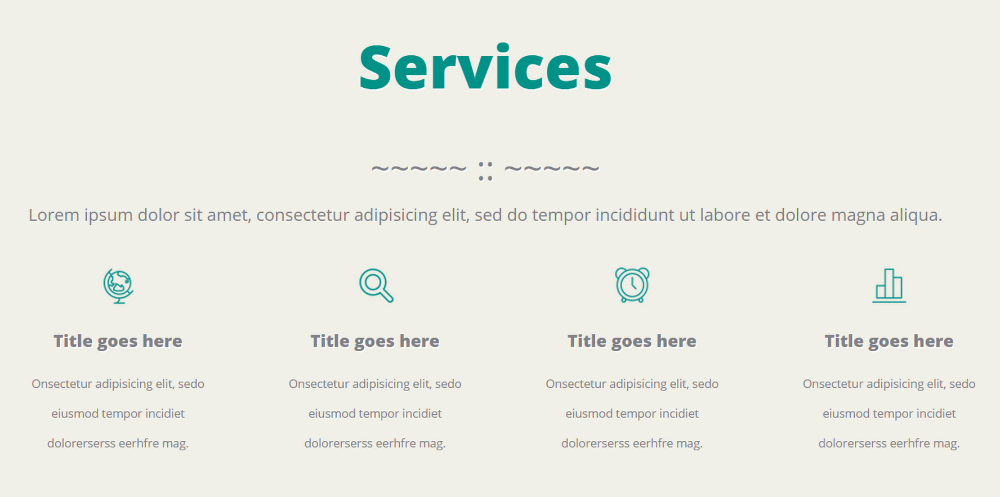 Services
~~~~~ :: ~~~~~
Lorem ipsum dolor sit amet, consectetur adipisicing elit, sed do tempor incididunt ut labore et dolore magna aliqua.
Title goes here
Onsectetur adipisicing elit, sedo
eiusmod tempor incidiet
dolorerserss eerhfre mag.
Title goes here
Onsectetur adipisicing elit, sedo
eiusmod tempor incidiet
dolorerserss eerhfre mag.
Title goes here
Onsectetur adipisicing elit, sedo
eiusmod tempor incidiet
dolorerserss eerhfre mag.
Title goes here
Onsectetur adipisicing elit, sedo
eiusmod tempor incidiet
dolorerserss eerhfre mag.